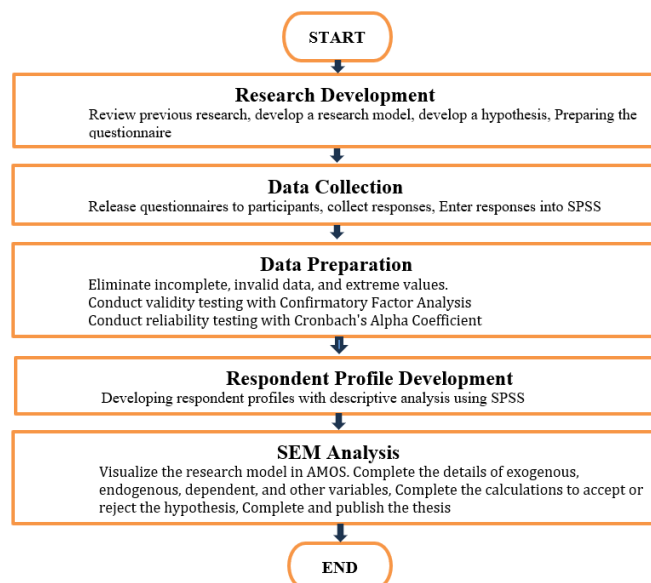 START
Research Development
Review previous research, develop a research model, develop a hypothesis, Preparing the
questionnaire
Data Collection
Release questionnaires to participants, collect responses, Enter responses into SPSS
Data Preparation
Eliminate incomplete, invalid data, and extreme values.
Conduct validity testing with Confirmatory Factor Analysis
Conduct reliability testing with Cronbach's Alpha Coefficient
Respondent Profile Development
Developing respondent profiles with descriptive analysis using SPSS
SEM Analysis
Visualize the research model in AMOS. Complete the details of exogenous,
endogenous, dependent, and other variables, Complete the calculations to accept or
reject the hypothesis, Complete and publish the thesis
END